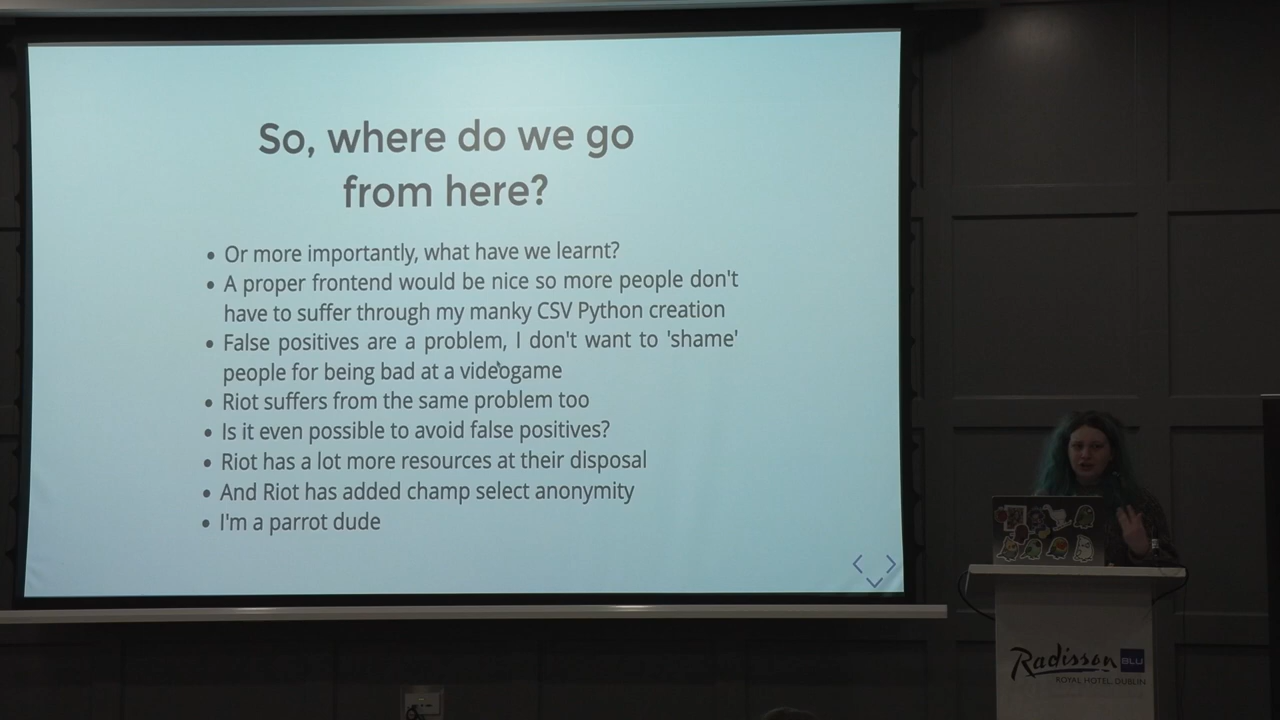 So, where do we go
from here?
• Or more importantly, what have we learnt?
• A proper frontend would be nice so more people don't
have to suffer through my manky CSV Python creation
• False positives are a problem, I don't want to 'shame'
people for being bad at a videogame
• Riot suffers from the same problem too
• Is it even possible to avoid false positives?
• Riot has a lot more resources at their disposal
• And Riot has added champ select anonymity
• I'm a parrot dude
Radisson BLU
ROYAL HOTEL, DUBLIN